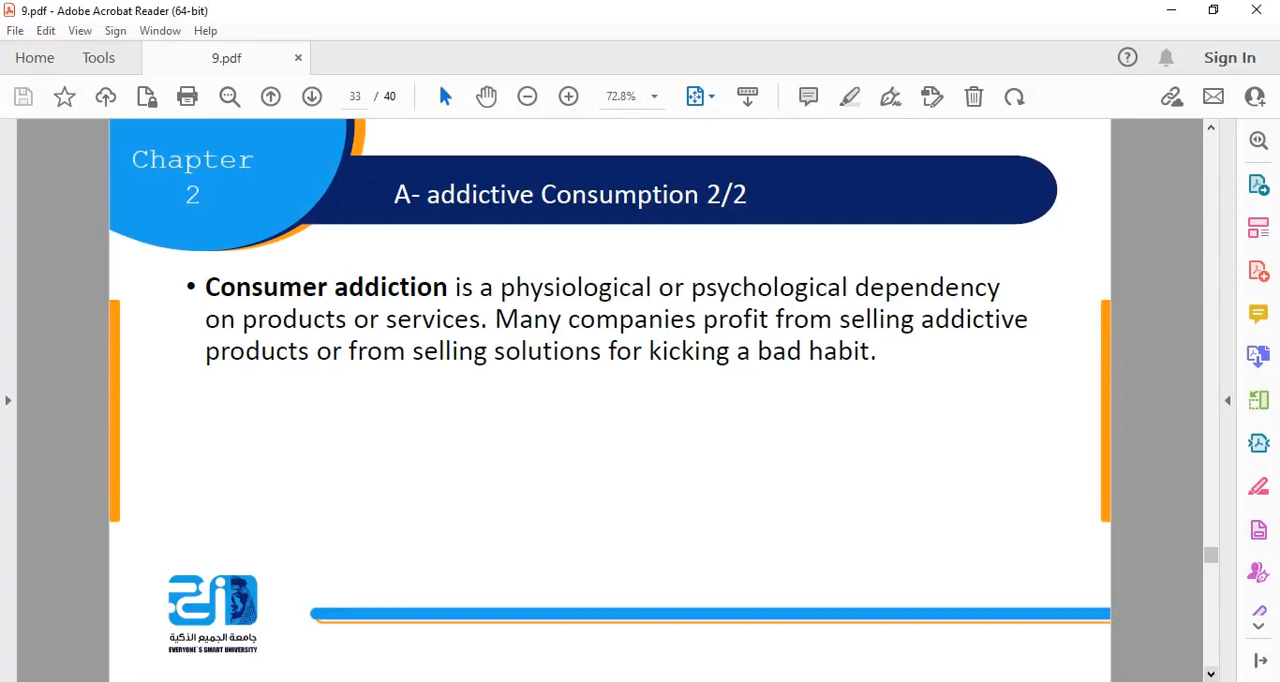 9.pdf - Adobe Acrobat Reader (64-bit)
File Edit View Sign Window Help
Home Tools 9.pdf × Sign In
33 / 40 72.8%
Chapter
2
A- addictive Consumption 2/2
• Consumer addiction is a physiological or psychological dependency
on products or services. Many companies profit from selling addictive
products or from selling solutions for kicking a bad habit.
جامعة الجميع الذكية
EVERYONE'S SMART UNIVERSITY